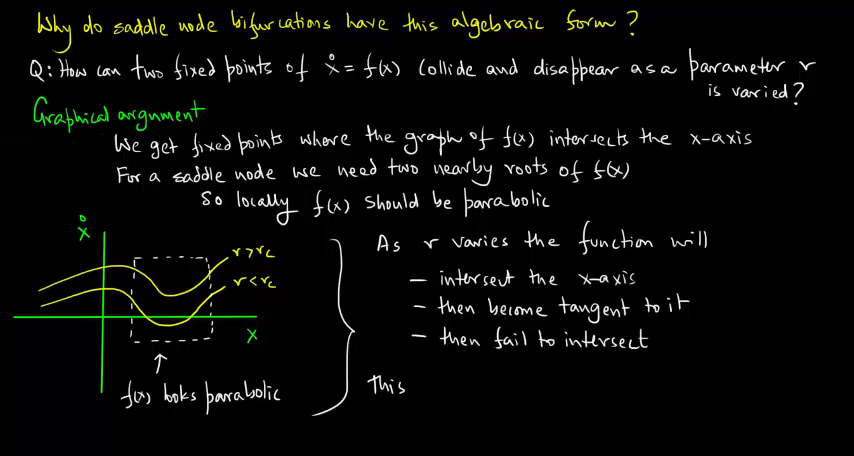 Why do saddle node bifurcations have this algebraic form?
Q: How can two fixed points of ẋ = f(x) collide and disappear as a parameter r
is varied?
Graphical argument
We get fixed points where the graph of f(x) intersects the x-axis
For a saddle node we need two nearby roots of f(x)
So locally f(x) should be parabolic
ẋ
r>rc
r<rc
x
f(x) looks parabolic
As r varies the function will
- intersect the x-axis
- then become tangent to it
- then fail to intersect
this